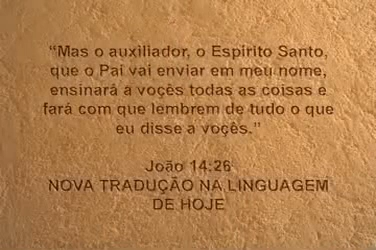 “Mas o auxiliador, o Espírito Santo,
que o Pai vai enviar em meu nome,
ensinará a vocês todas as coisas e
fará com que lembrem de tudo o que
eu disse a voçês.”
João 14:26
NOVA TRADUÇÃO NA LINGUAGEM
DE HOJE